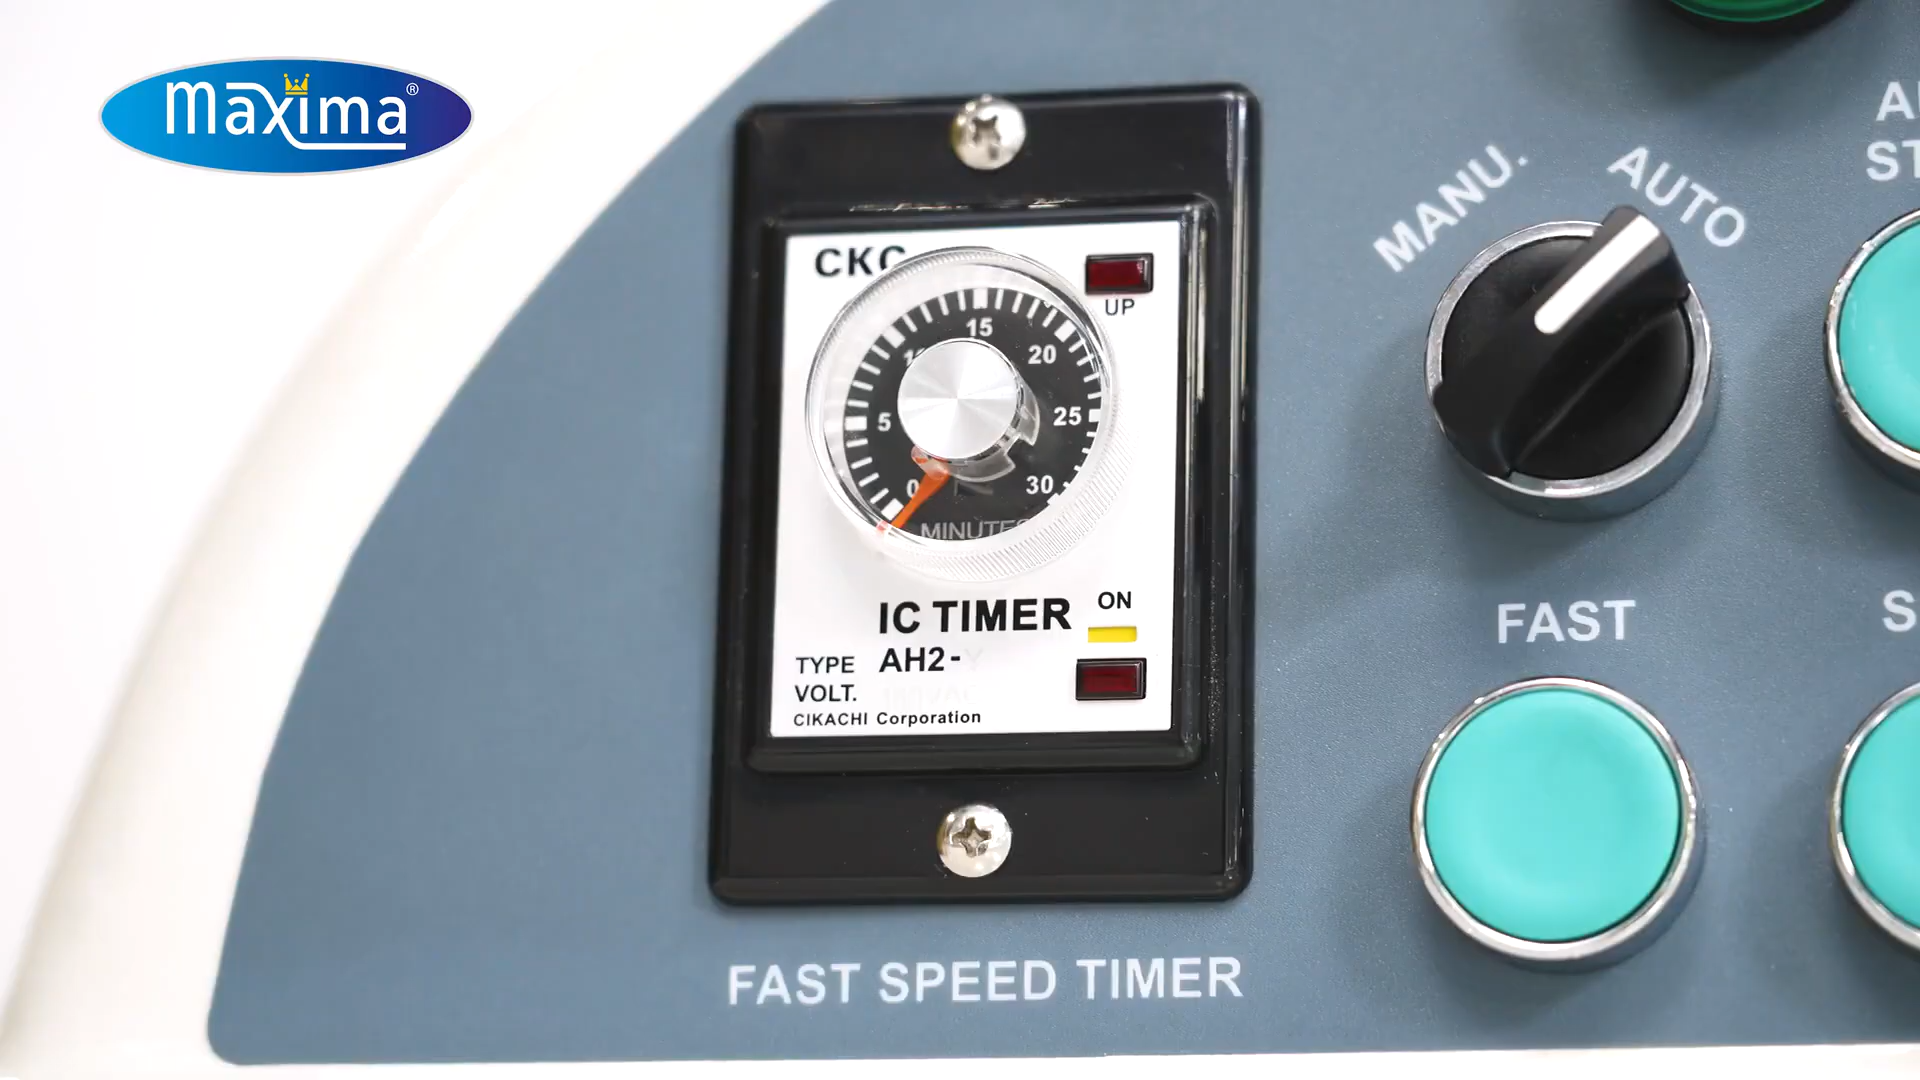 maxima®
MANU.
AUTO
CKC
UP
15
20
5
25
0
30
MINUTES
IC TIMER
ON
TYPE AH2-Y
VOLT.
CIKACHI Corporation
FAST
FAST SPEED TIMER